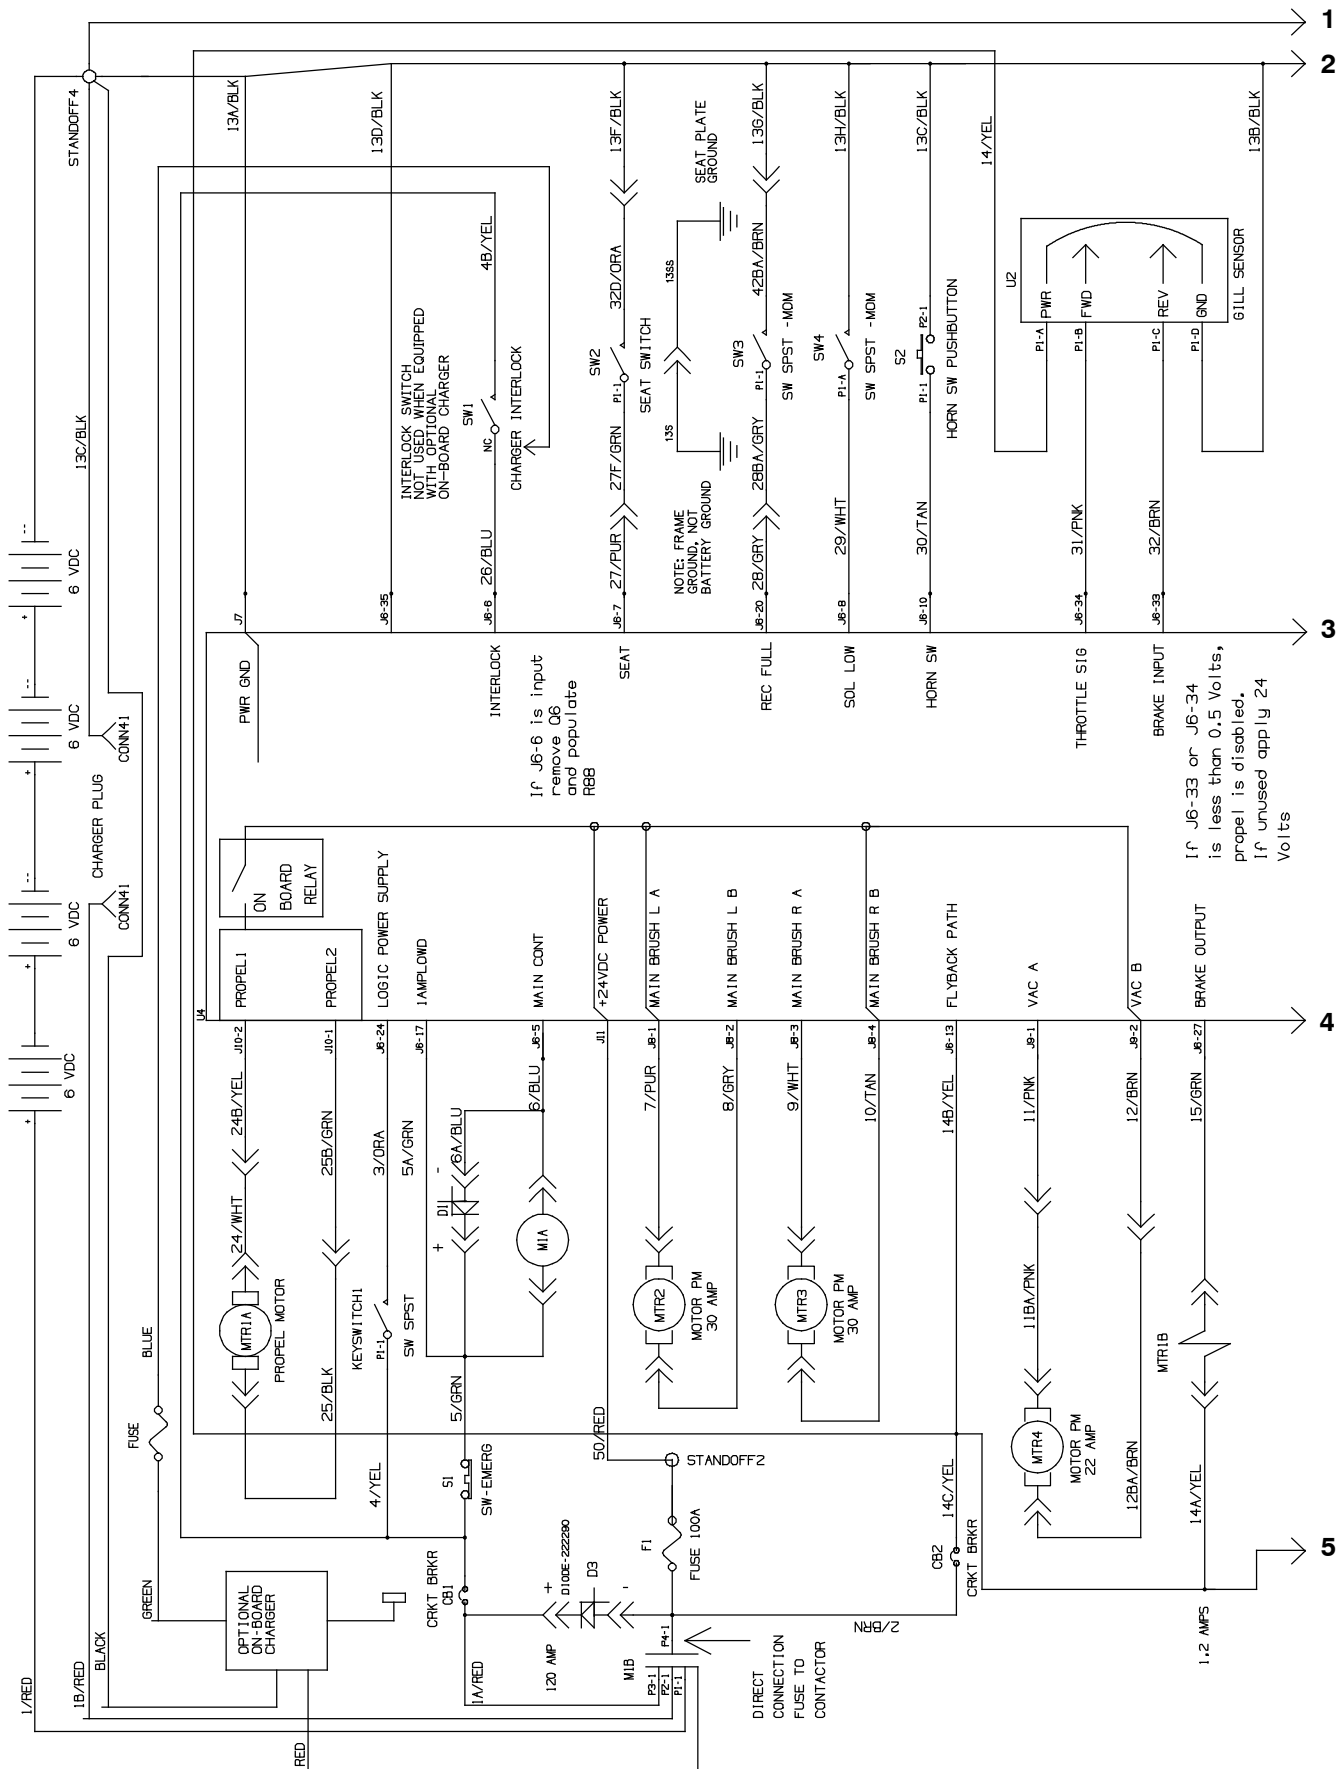 1
2
3
4
5
STANDOFF4
13A/BLK
13D/BLK
13F/BLK
13G/BLK
13H/BLK
13C/BLK
14/YEL
13B/BLK
SEAT PLATE
GROUND
13C/BLK
4B/YEL
32D/ORA
13SS
42BA/BRN
INTERLOCK SWITCH
NOT USED WHEN EQUIPPED
WITH OPTIONAL
ON-BOARD CHARGER
SW1
NC
CHARGER INTERLOCK
SW2
P1-1
SEAT SWITCH
SW3
P1-1
SW SPST -MOM
SW4
P1-A
SW SPST -MOM
S2
P1-1
P2-1
HORN SW PUSHBUTTON
U2
PWR
FWD
REV
GND
P1-A
P1-B
P1-C
P1-D
GILL SENSOR
26/BLU
27F/GRN
27/PUR
13S
NOTE: FRAME
GROUND, NOT
BATTERY GROUND
28BA/GRY
28/GRY
29/WHT
30/TAN
31/PNK
32/BRN
J7
J6-35
J6-6
J6-7
J6-20
J6-8
J6-10
J6-34
J6-33
PWR GND
INTERLOCK
SEAT
REC FULL
SOL LOW
HORN SW
THROTTLE SIG
BRAKE INPUT
If J6-6 is input
remove Q6
and populate
R88
If J6-33 or J6-34
is less than 0.5 Volts,
propel is disabled.
If unused apply 24
Volts
--
6 VDC
+
--
6 VDC
+
--
6 VDC
+
6 VDC
+
CHARGER PLUG
CONN41
CONN41
ON
BOARD
RELAY
U4
PROPEL1
PROPEL2
LOGIC POWER SUPPLY
1AMPLOWD
MAIN CONT
+24VDC POWER
MAIN BRUSH L A
MAIN BRUSH L B
MAIN BRUSH R A
MAIN BRUSH R B
FLYBACK PATH
VAC A
VAC B
BRAKE OUTPUT
J10-2
J10-1
J6-24
J6-17
J6-5
J11
J8-1
J8-2
J8-3
J8-4
J6-13
J9-1
J9-2
J6-27
24B/YEL
25B/GRN
3/ORA
5A/GRN
6A/BLU
6/BLU
7/PUR
8/GRY
9/WHT
10/TAN
14B/YEL
11/PNK
12/BRN
15/GRN
24/WHT
MTR1A
PROPEL MOTOR
25/BLK
KEYSWITCH1
P1-1
SW SPST
D11
+
-
M1A
MTR2
MOTOR PM
30 AMP
MTR3
MOTOR PM
30 AMP
11BA/PNK
MTR4
MOTOR PM
22 AMP
12BA/BRN
MTR1B
14A/YEL
1.2 AMPS
BLUE
FUSE
GREEN
4/YEL
5/GRN
S1
SW-EMERG
50/RED
STANDOFF2
F1
FUSE 100A
14C/YEL
CB2
CRKT BRKR
CRKT BRKR
CB1
DIODE-222290
D3
+
-
120 AMP
1A/RED
2/BRN
M1B
P3-1
P2-1
P1-1
P4-1
DIRECT
CONNECTION
FUSE TO
CONTACTOR
OPTIONAL
ON-BOARD
CHARGER
1/RED
1B/RED
BLACK
RED